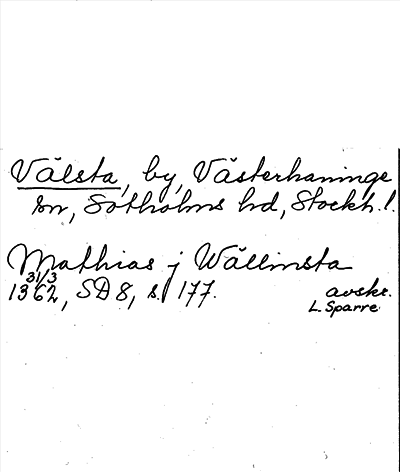 Välsta, by, Västerhaninge
sn, Sotholms hd, Stockh. l.
Mathias j Wällinsta
31/3
1362, SD 8, s. 177.
avskr.
L. Sparre